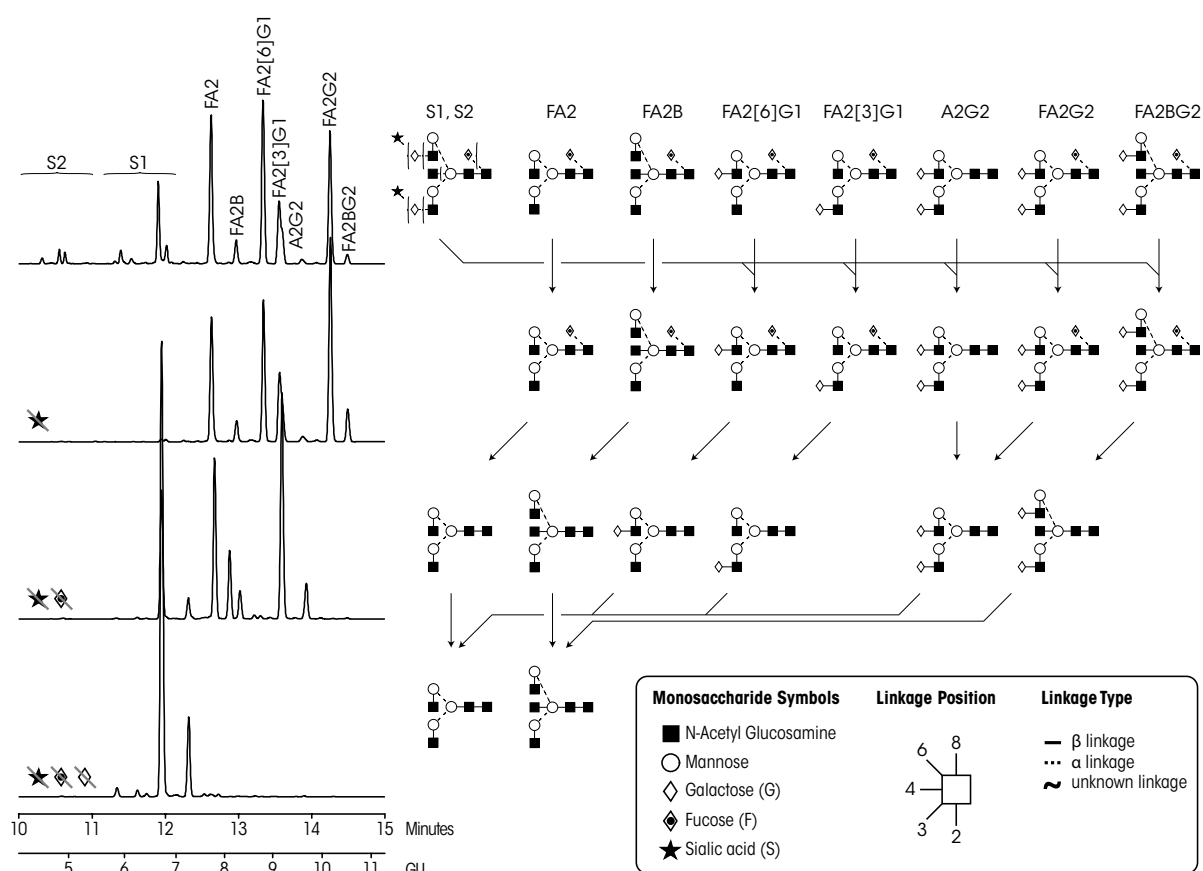 S2
S1
FA2
FA2B
FA2[6]G1
FA2[3]G1
A2G2
FA2G2
FA2BG2
S1, S2
FA2
FA2B
FA2[6]G1
FA2[3]G1
A2G2
FA2G2
FA2BG2
Monosaccharide Symbols
N-Acetyl Glucosamine
Mannose
Galactose (G)
Fucose (F)
Sialic acid (S)
Linkage Position
6 8
4
3 2
Linkage Type
β linkage
α linkage
unknown linkage
10 11 12 13 14 15 Minutes
5 6 7 8 9 10 11 GU